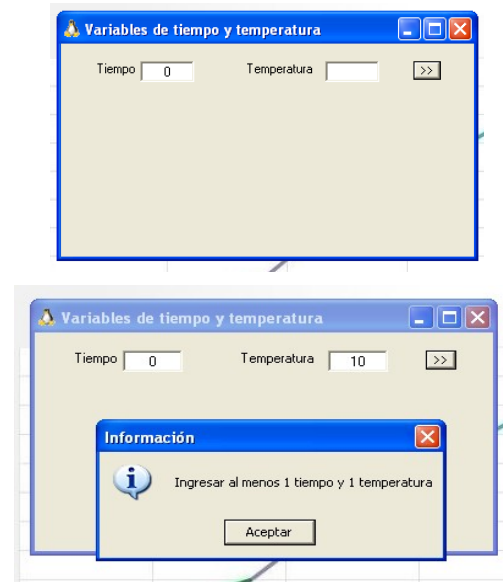 Variables de tiempo y temperatura
Tiempo 0 Temperatura >>
Variables de tiempo y temperatura
Tiempo 0 Temperatura 10 >>
Información
Ingresar al menos 1 tiempo y 1 temperatura
Aceptar